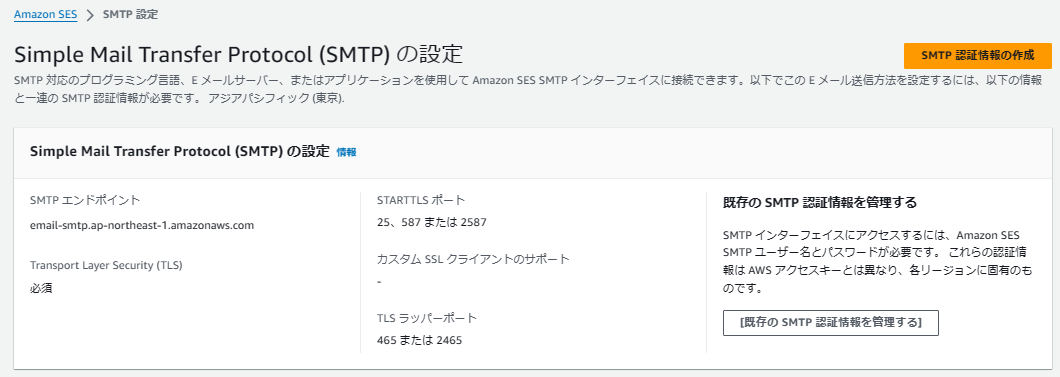 Amazon SES > SMTP 設定
Simple Mail Transfer Protocol (SMTP) の設定
SMTP 認証情報の作成
SMTP 対応のプログラミング言語、E メールサーバー、またはアプリケーションを使用して Amazon SES SMTP インターフェイスに接続できます。以下でこの E メール送信方法を設定するには、以下の情報
と一連の SMTP 認証情報が必要です。 アジアパシフィック (東京).
Simple Mail Transfer Protocol (SMTP) の設定 情報
SMTP エンドポイント
email-smtp.ap-northeast-1.amazonaws.com
Transport Layer Security (TLS)
必須
STARTTLS ポート
25、587 または 2587
カスタム SSL クライアントのサポート
-
TLS ラッパーポート
465 または 2465
既存の SMTP 認証情報を管理する
SMTP インターフェイスにアクセスするには、Amazon SES
SMTP ユーザー名とパスワードが必要です。 これらの認証情
報は AWS アクセスキーとは異なり、各リージョンに固有のも
のです。
[既存の SMTP 認証情報を管理する]